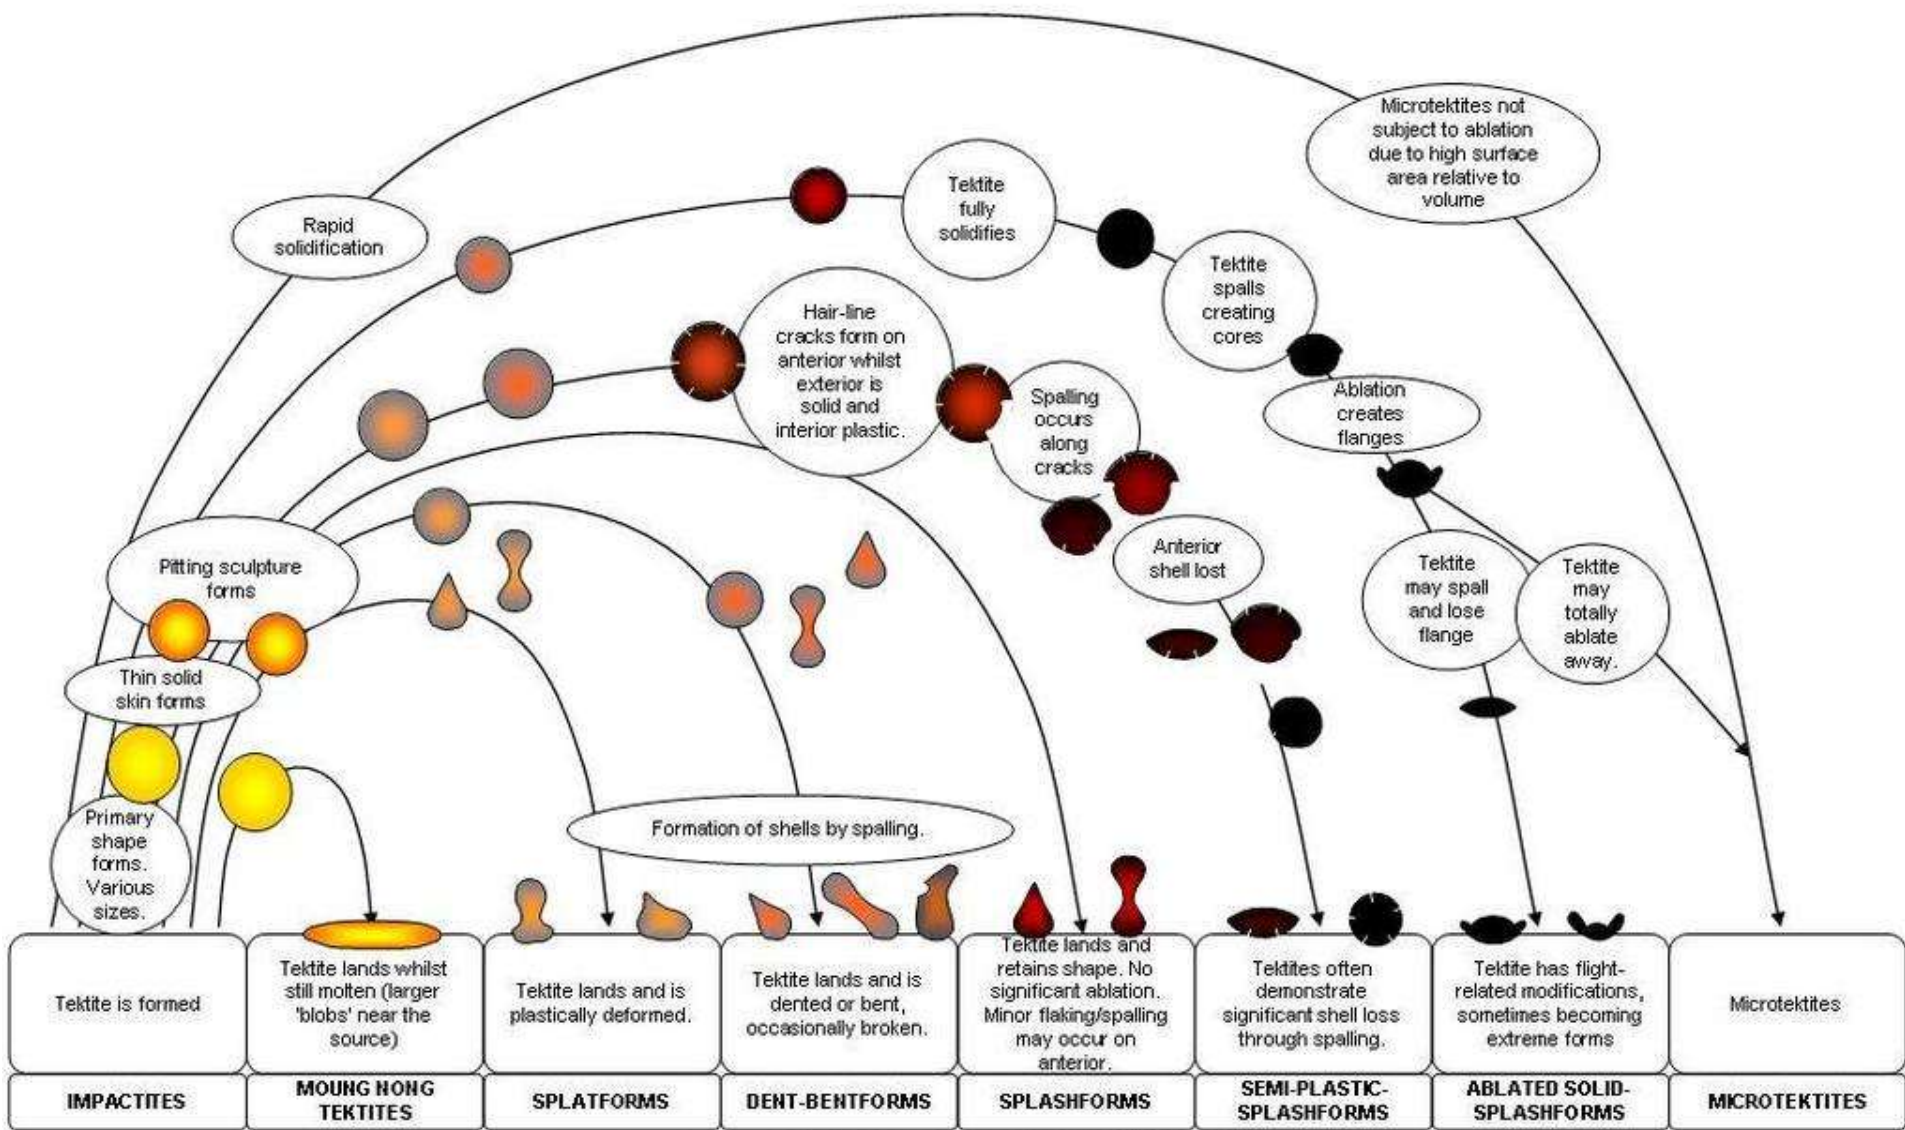 Microtektites not
subject to ablation
due to high surface
area relative to
volume
Rapid
solidification
Tektite
fully
solidifies
Tektite
spalls
creating
cores
Hair-line
cracks form on
anterior whilst
exterior is
solid and
interior plastic.
Spalling
occurs
along
cracks
Ablation
creates
flanges
Pitting sculpture
forms
Anterior
shell lost
Tektite
may spall
and lose
flange
Tektite
may
totally
ablate
away.
Thin solid
skin forms
Primary
shape
forms.
Various
sizes.
Formation of shells by spalling.
Tektite is formed
Tektite lands whilst
still molten (larger
'blobs' near the
source)
Tektite lands and is
plastically deformed.
Tektite lands and is
dented or bent,
occasionally broken.
Tektite lands and
retains shape. No
significant ablation.
Minor flaking/spalling
may occur on
anterior.
Tektites often
demonstrate
significant shell loss
through spalling.
Tektite has flight-
related modifications,
sometimes becoming
extreme forms
Microtektites
IMPACTITES
MOUNG NONG
TEKTITES
SPLATFORMS
DENT-BENTFORMS
SPLASHFORMS
SEMI-PLASTIC-
SPLASHFORMS
ABLATED SOLID-
SPLASHFORMS
MICROTEKTITES